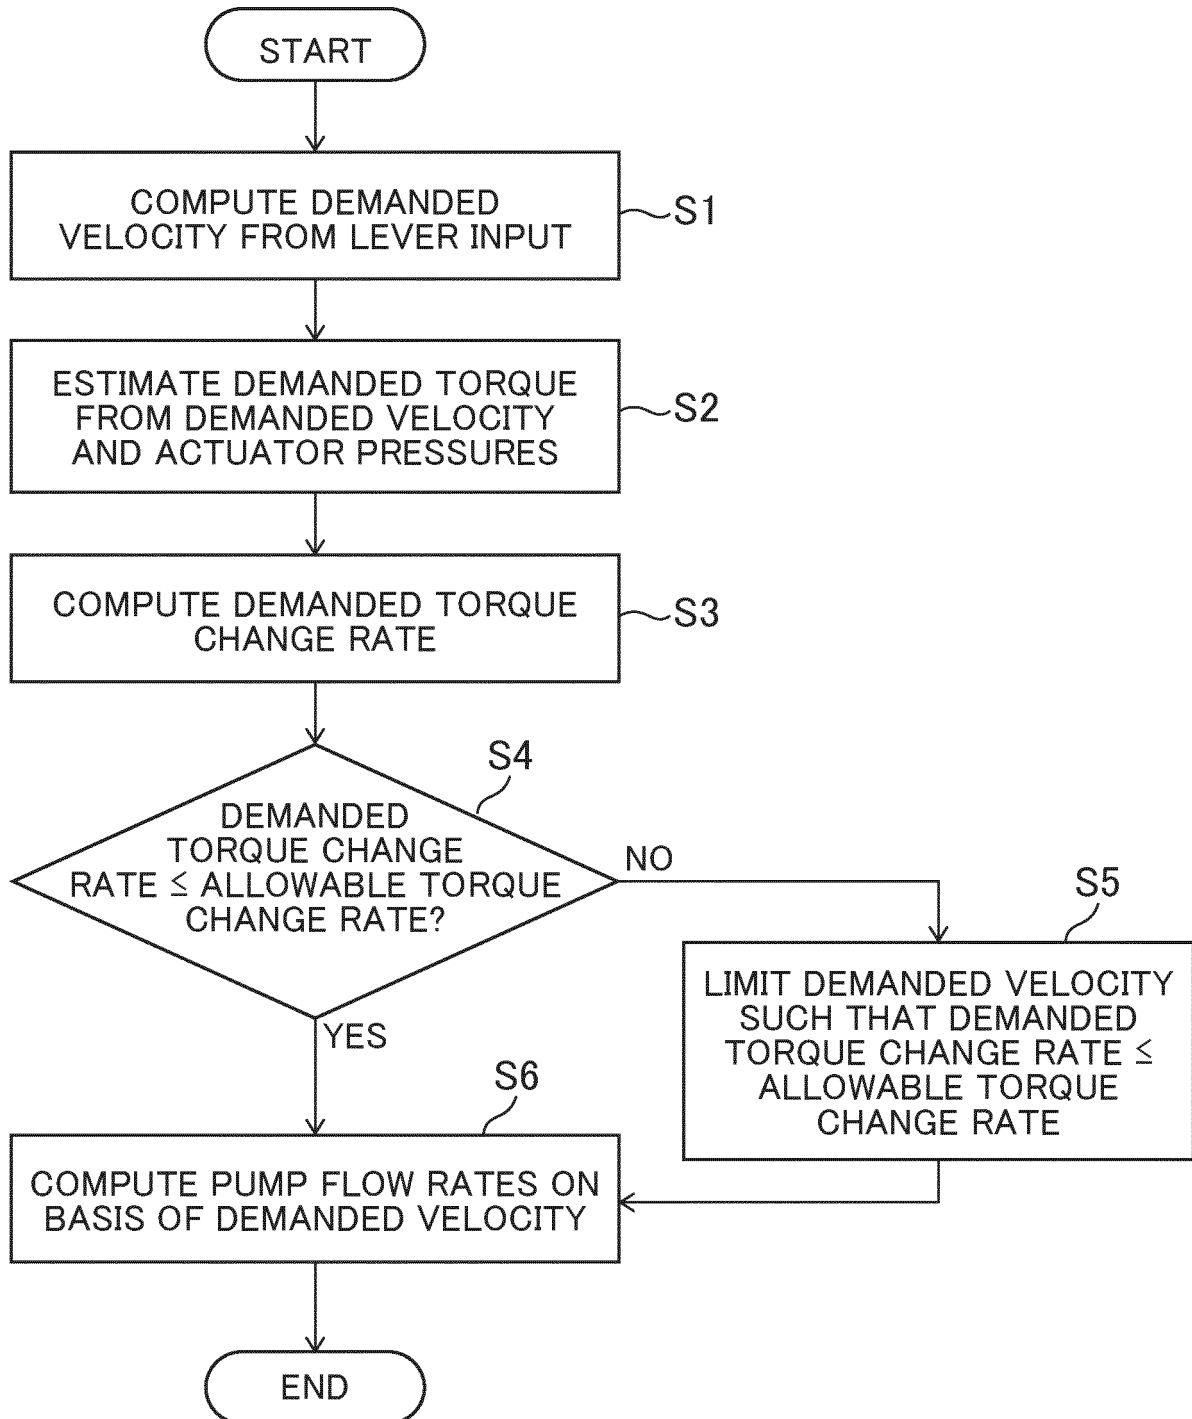 START
COMPUTE DEMANDED
VELOCITY FROM LEVER INPUT
S1
ESTIMATE DEMANDED TORQUE
FROM DEMANDED VELOCITY
AND ACTUATOR PRESSURES
S2
COMPUTE DEMANDED TORQUE
CHANGE RATE
S3
S4
DEMANDED
TORQUE CHANGE
RATE ≤ ALLOWABLE TORQUE
CHANGE RATE?
NO
YES
S5
LIMIT DEMANDED VELOCITY
SUCH THAT DEMANDED
TORQUE CHANGE RATE ≤
ALLOWABLE TORQUE
CHANGE RATE
S6
COMPUTE PUMP FLOW RATES ON
BASIS OF DEMANDED VELOCITY
END